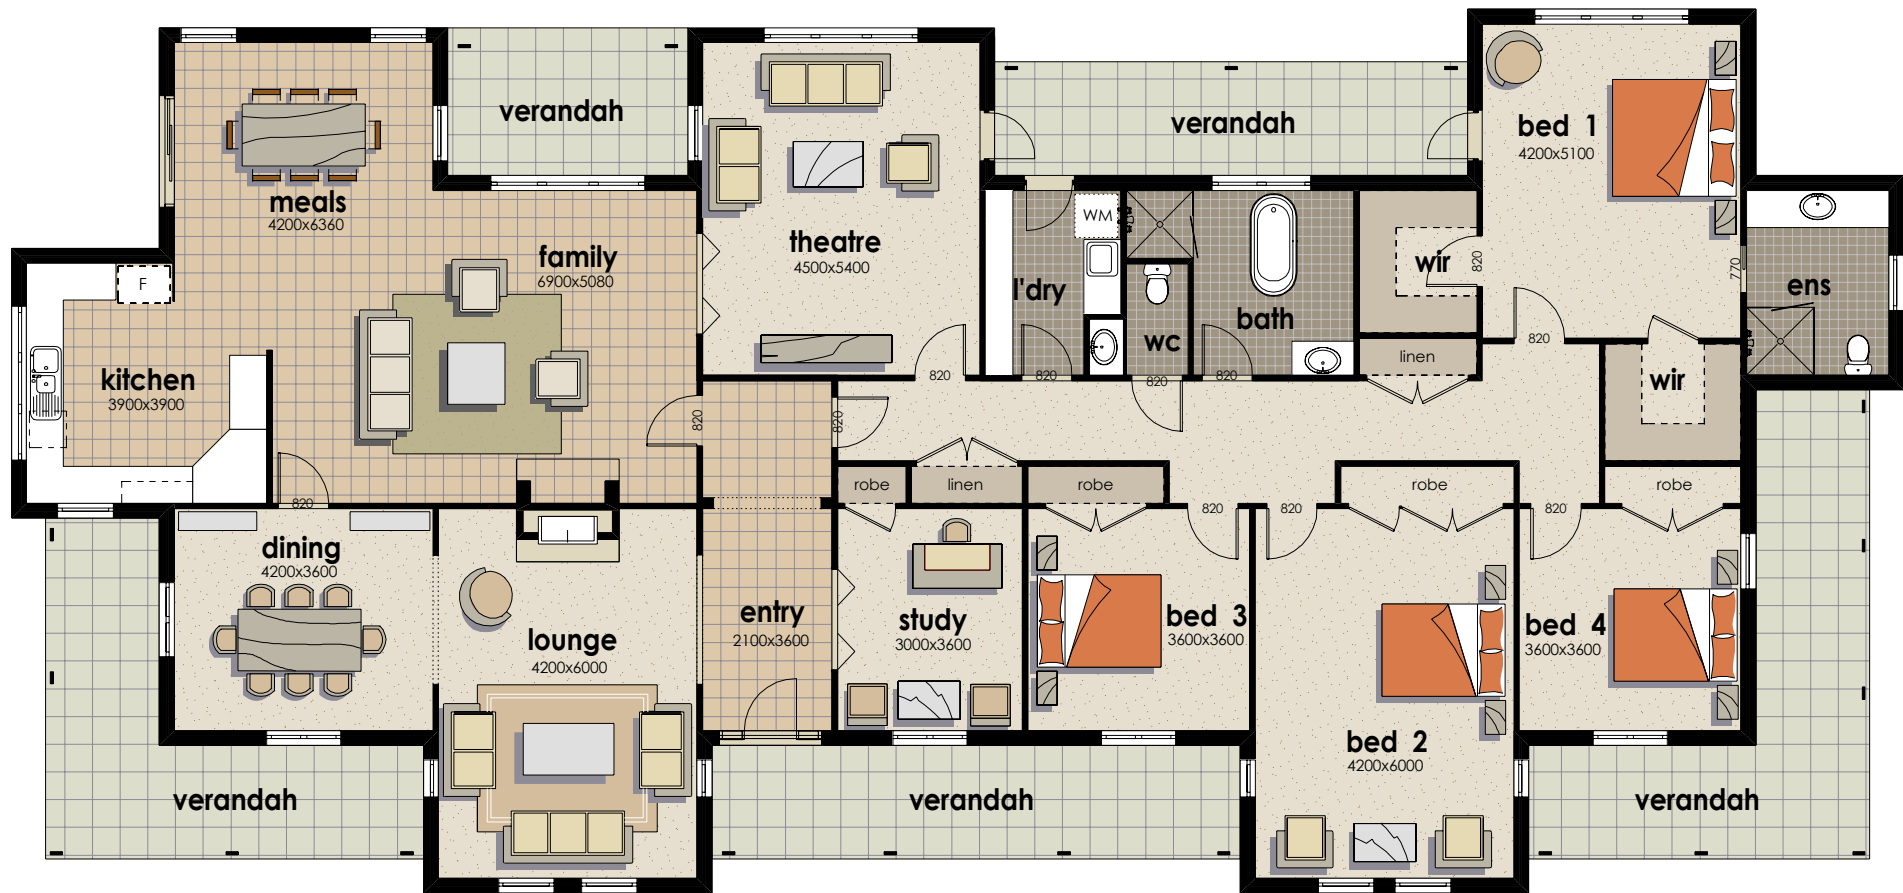 verandah
verandah
bed 1
4200x5100
meals
4200x6360
family
6900x5080
theatre
4500x5400
WM
l'dry
wc
bath
wir
820
770
ens
F
kitchen
3900x3900
linen
wir
820
820
820
820
820
820
820
robe
linen
robe
robe
robe
820
820
820
820
dining
4200x3600
lounge
4200x6000
entry
2100x3600
study
3000x3600
bed 3
3600x3600
bed 4
3600x3600
bed 2
4200x6000
verandah
verandah
verandah